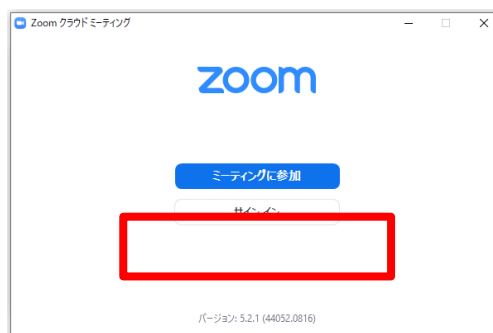 Zoom クラウド ミーティング
zoom
ミーティングに参加
サインイン
バージョン: 5.2.1 (44052.0816)